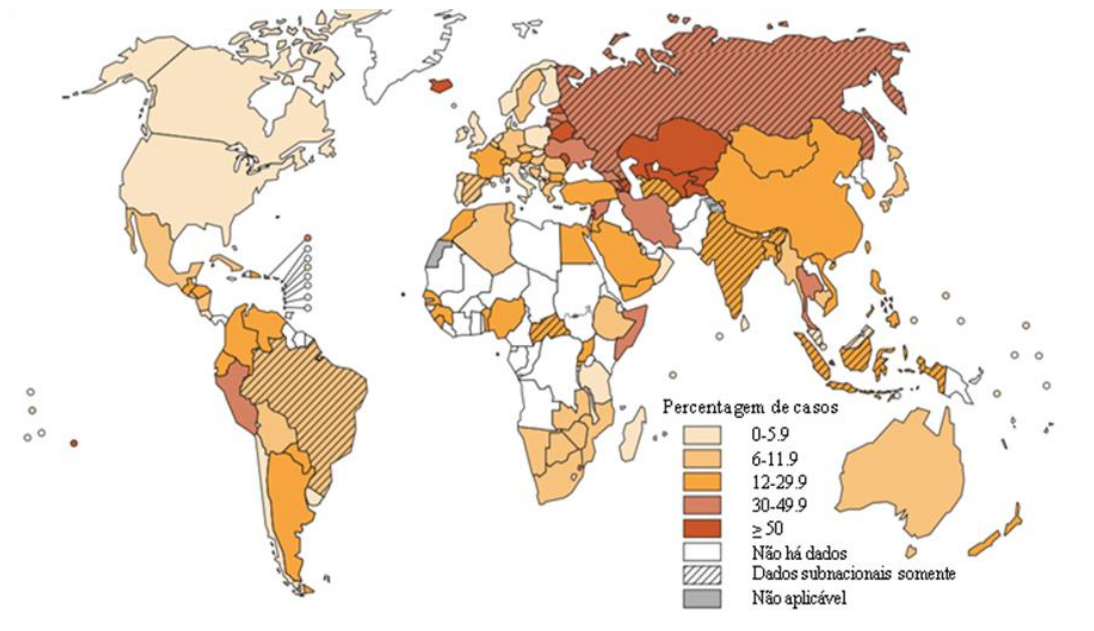 Percentagem de casos
0-5.9
6-11.9
12-29.9
30-49.9
≥ 50
Não há dados
Dados subnacionais somente
Não aplicável